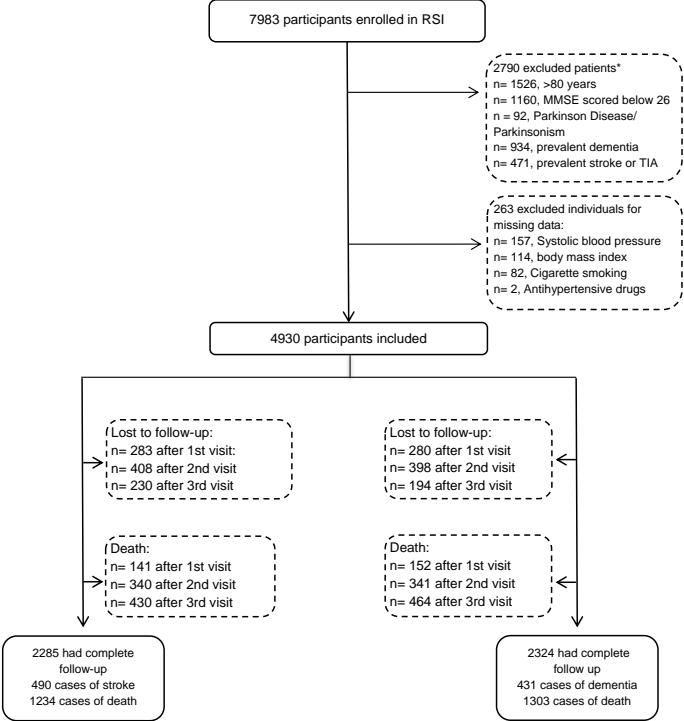 7983 participants enrolled in RSI
2790 excluded patients*
n= 1526, >80 years
n= 1160, MMSE scored below 26
n = 92, Parkinson Disease/
Parkinsonism
n= 934, prevalent dementia
n= 471, prevalent stroke or TIA
263 excluded individuals for
missing data:
n= 157, Systolic blood pressure
n= 114, body mass index
n= 82, Cigarette smoking
n= 2, Antihypertensive drugs
4930 participants included
Lost to follow-up:
n= 283 after 1st visit:
n= 408 after 2nd visit
n= 230 after 3rd visit
Lost to follow-up:
n= 280 after 1st visit
n= 398 after 2nd visit
n= 194 after 3rd visit
Death:
n= 141 after 1st visit
n= 340 after 2nd visit
n= 430 after 3rd visit
Death:
n= 152 after 1st visit
n= 341 after 2nd visit
n= 464 after 3rd visit
2285 had complete
follow-up
490 cases of stroke
1234 cases of death
2324 had complete
follow up
431 cases of dementia
1303 cases of death